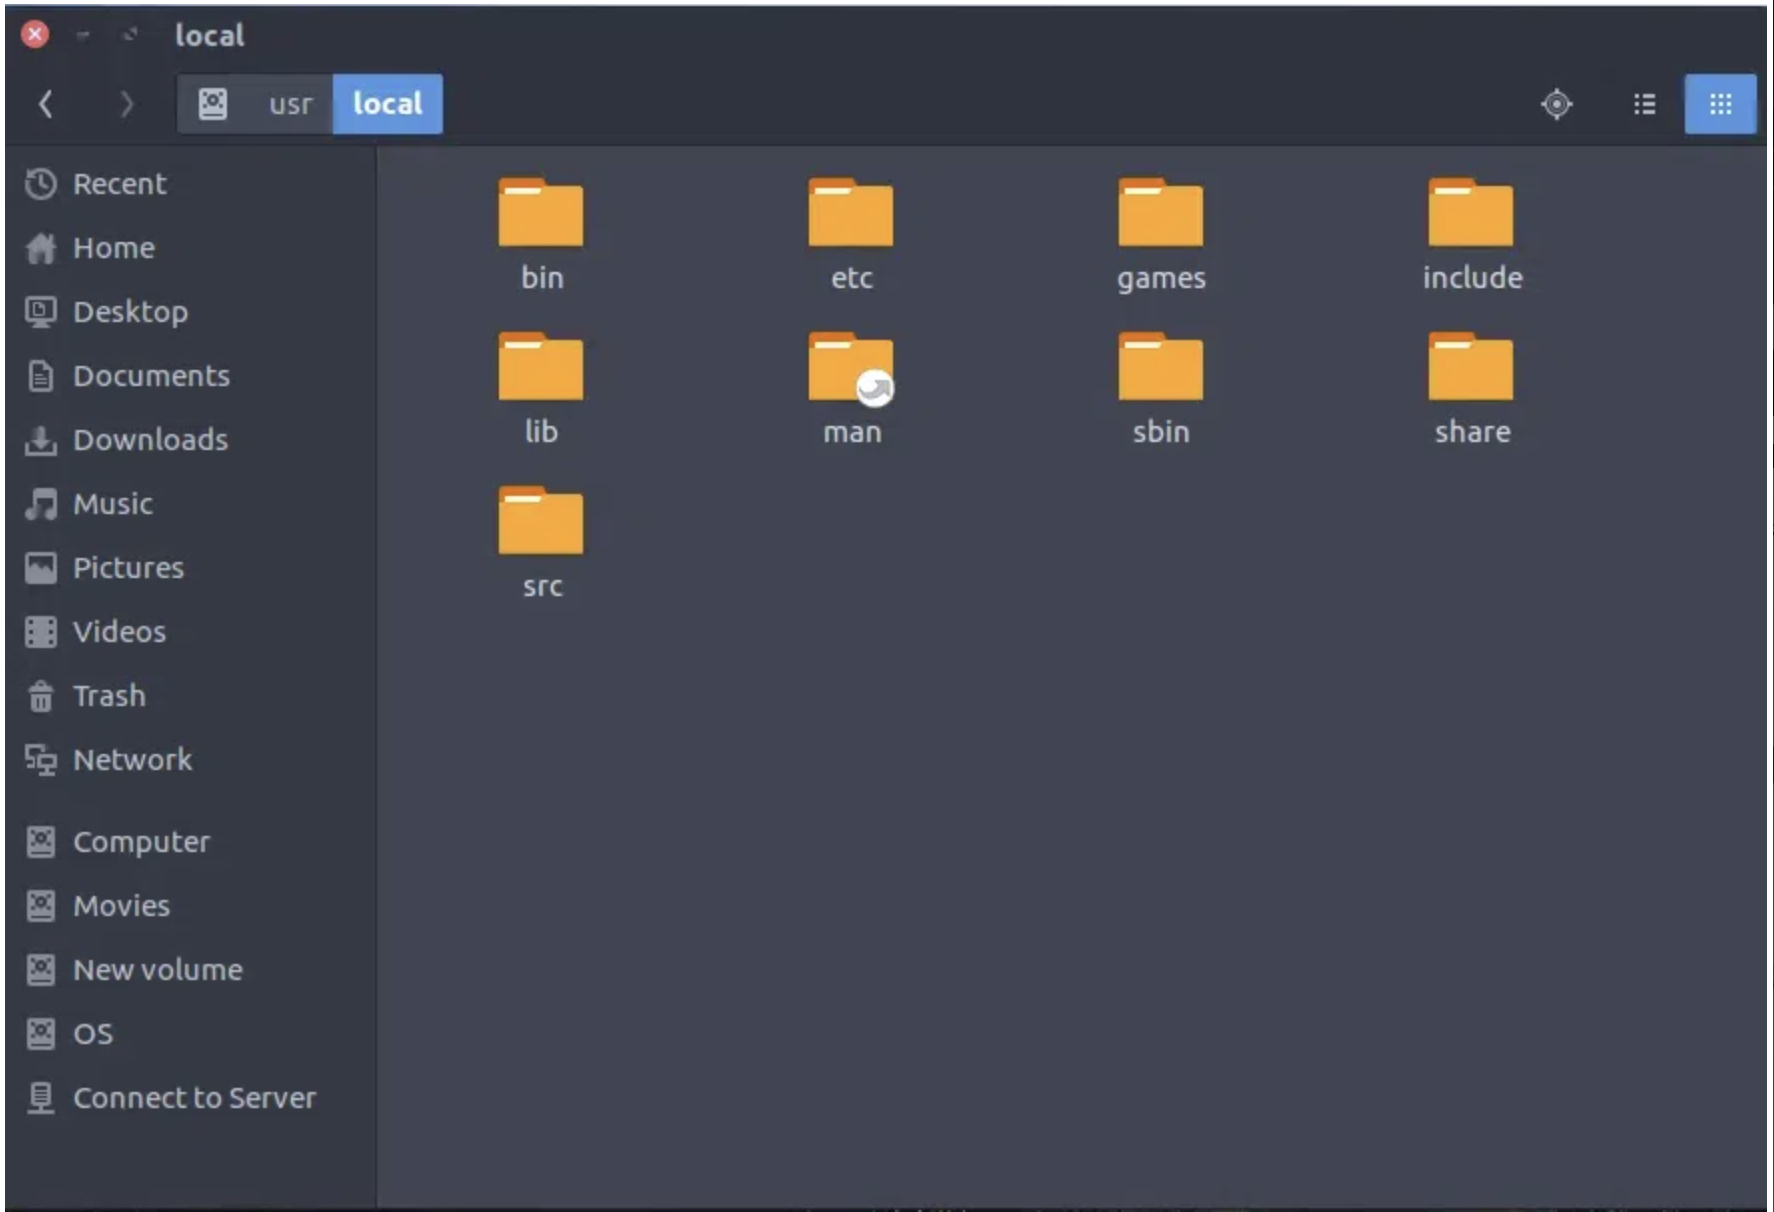 local
usr local
Recent
Home
Desktop
Documents
Downloads
Music
Pictures
Videos
Trash
Network
Computer
Movies
New volume
OS
Connect to Server
bin etc games include
lib man sbin share
src